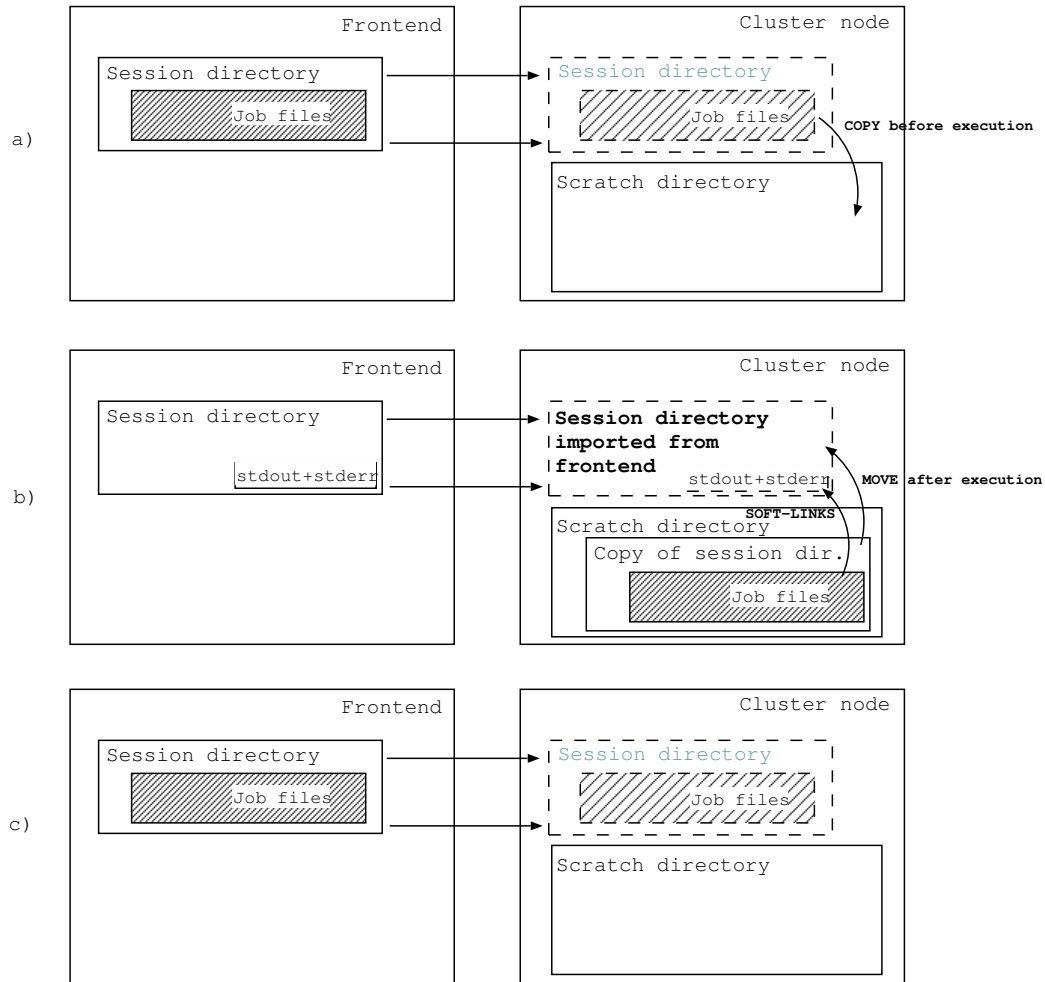 Frontend
Cluster node
Session directory
Session directory
Job files
Job files
a)
COPY before execution
Scratch directory
Frontend
Cluster node
Session directory
Session directory
imported from
frontend
stdout+stderr
stdout+stderr
MOVE after execution
b)
SOFT-LINKS
Scratch directory
Copy of session dir.
Job files
Frontend
Cluster node
Session directory
Session directory
Job files
Job files
c)
Scratch directory